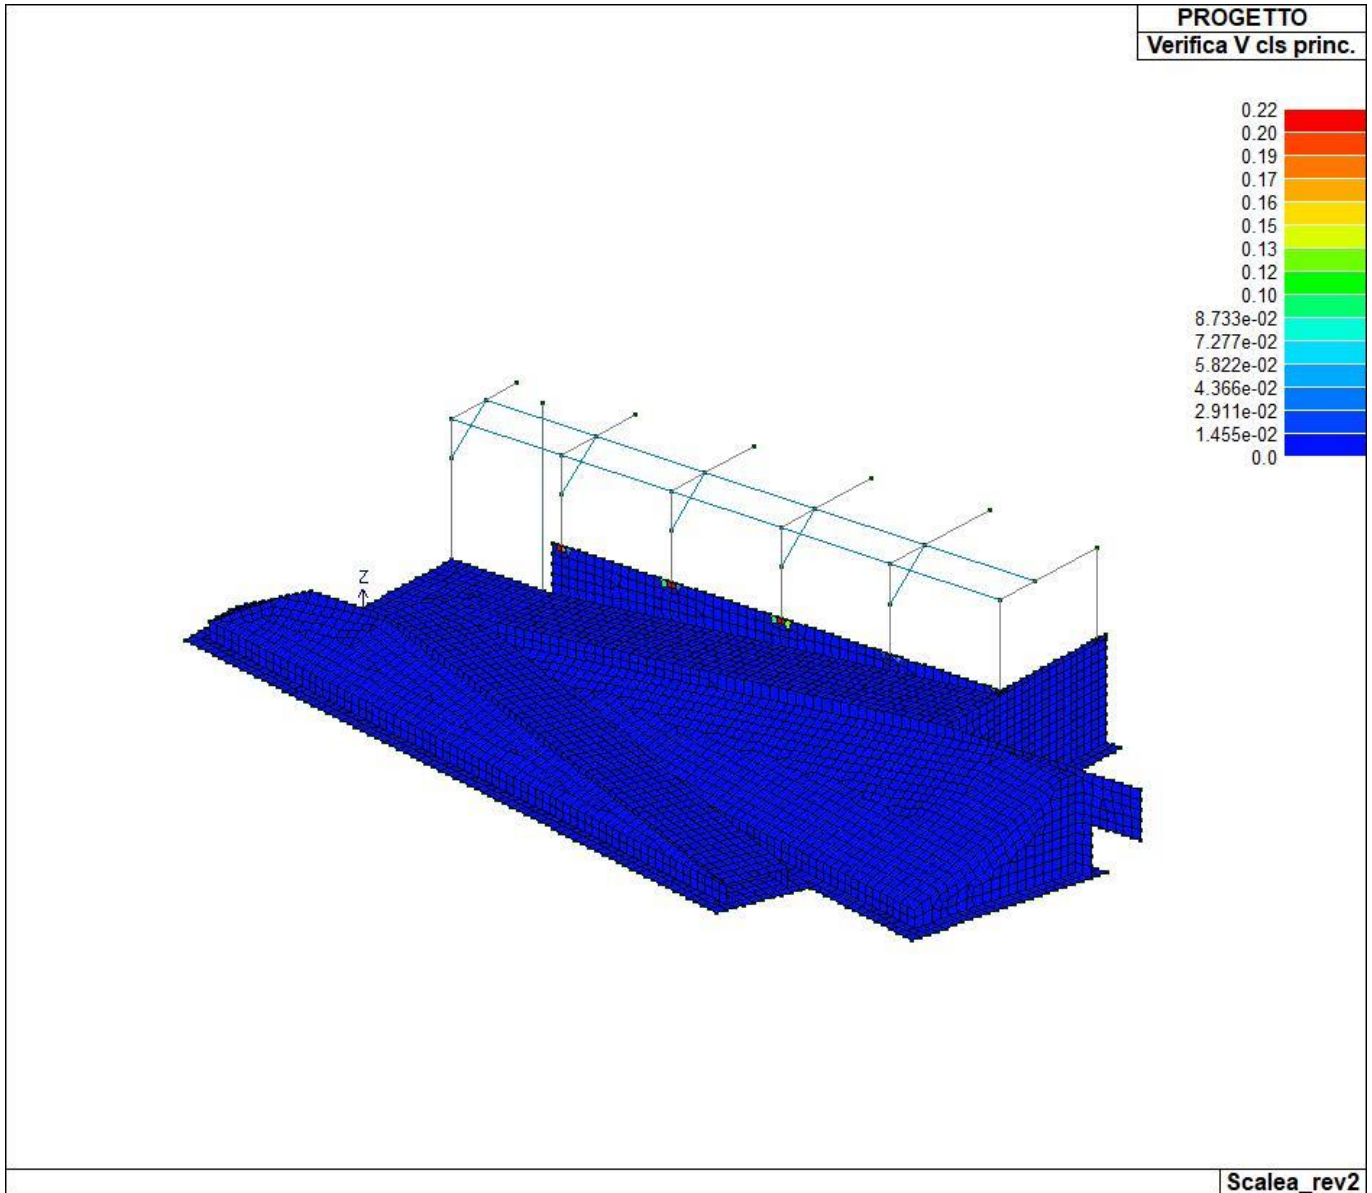 PROGETTO
Verifica V cls princ.
0.22
0.20
0.19
0.17
0.16
0.15
0.13
0.12
0.10
8.733e-02
7.277e-02
5.822e-02
4.366e-02
2.911e-02
1.455e-02
0.0
Z
Scalea_rev2